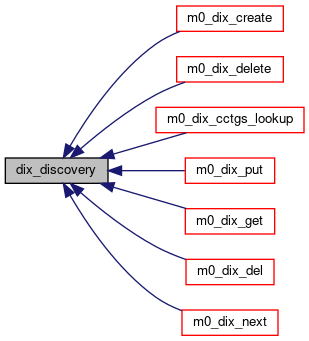 m0_dix_create
m0_dix_delete
m0_dix_cctgs_lookup
dix_discovery
m0_dix_put
m0_dix_get
m0_dix_del
m0_dix_next